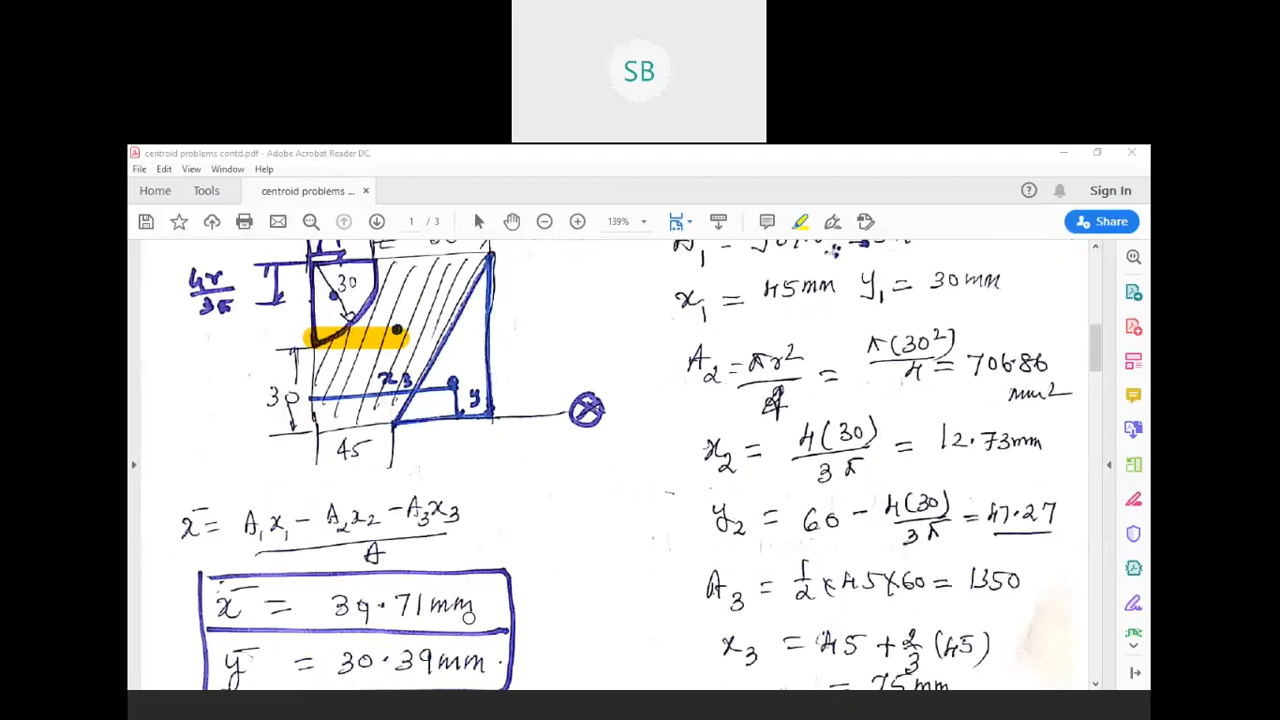 SB
centroid problems contd.pdf - Adobe Acrobat Reader DC
File Edit View Window Help
Home Tools centroid problems ... × Sign In
1 / 3 139% Share
4r/3π
30
x3
y
30
45
x̄ = A₁x₁ - A₂x₂ - A₃x₃ / A
x̄ = 39.71mm
ȳ = 30.39mm
x₁ = 45mm y₁ = 30mm
A₂ = πr²/4 = π(30²)/4 = 706.86 mm²
x₂ = 4(30)/3π = 12.73mm
y₂ = 60 - 4(30)/3π = 47.27
A₃ = 1/2 × 45 × 60 = 1350
x₃ = 45 + 2/3 (45)
= 75mm